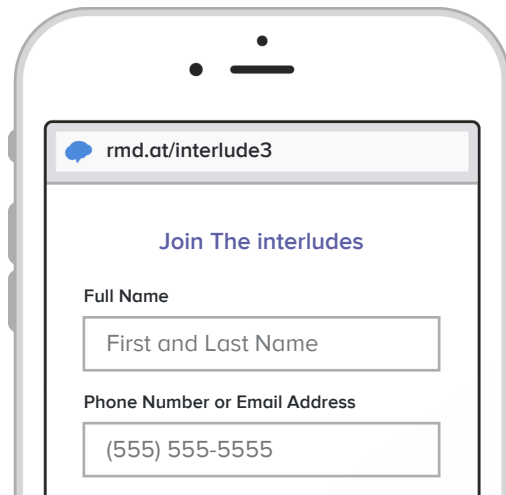 rmd.at/interlude3
Join The interludes
Full Name
First and Last Name
Phone Number or Email Address
(555) 555-5555